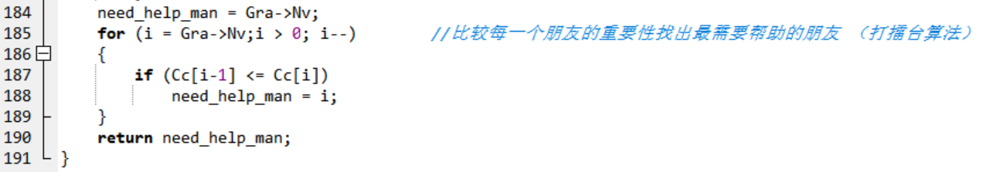 184 need_help_man = Gra->Nv;
185 for (i = Gra->Nv;i > 0; i--) //比较每一个朋友的重要性找出最需要帮助的朋友 （打擂台算法）
186 {
187 if (Cc[i-1] <= Cc[i])
188 need_help_man = i;
189 }
190 return need_help_man;
191 }